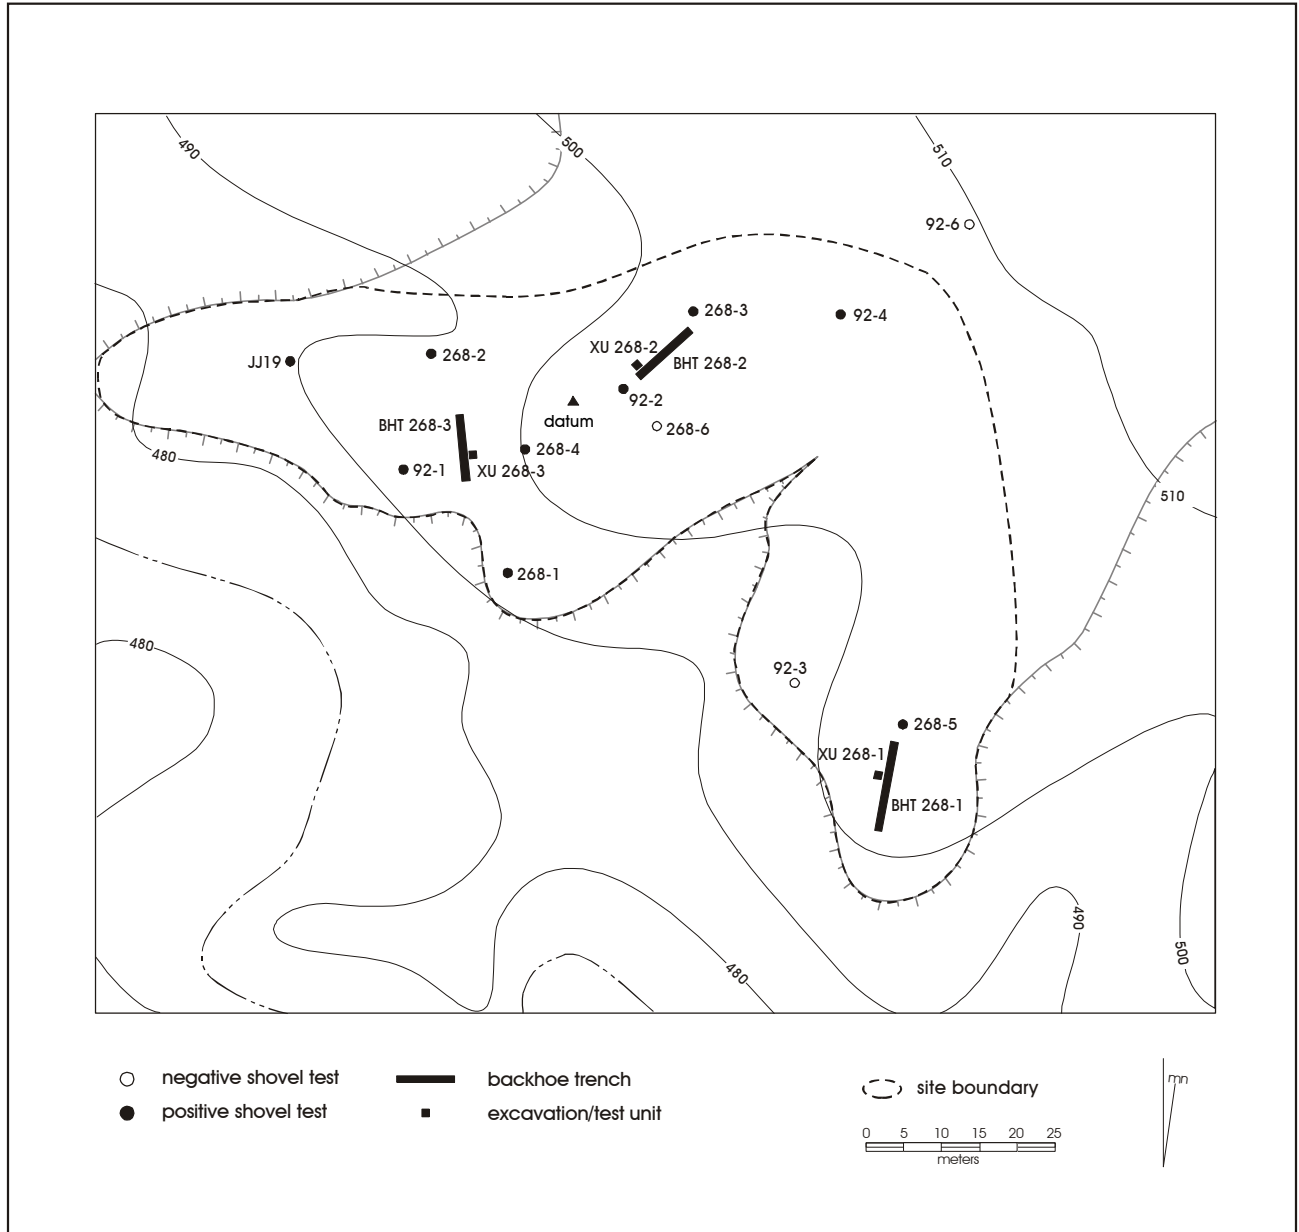 490
500
510
92-6
268-3
92-4
XU 268-2
268-2
JJ19
BHT 268-2
92-2
datum
BHT 268-3
268-6
268-4
480
92-1
XU 268-3
510
268-1
480
92-3
268-5
XU 268-1
BHT 268-1
490
500
480
negative shovel test
backhoe trench
site boundary
mn
positive shovel test
excavation/test unit
0 5 10 15 20 25
meters